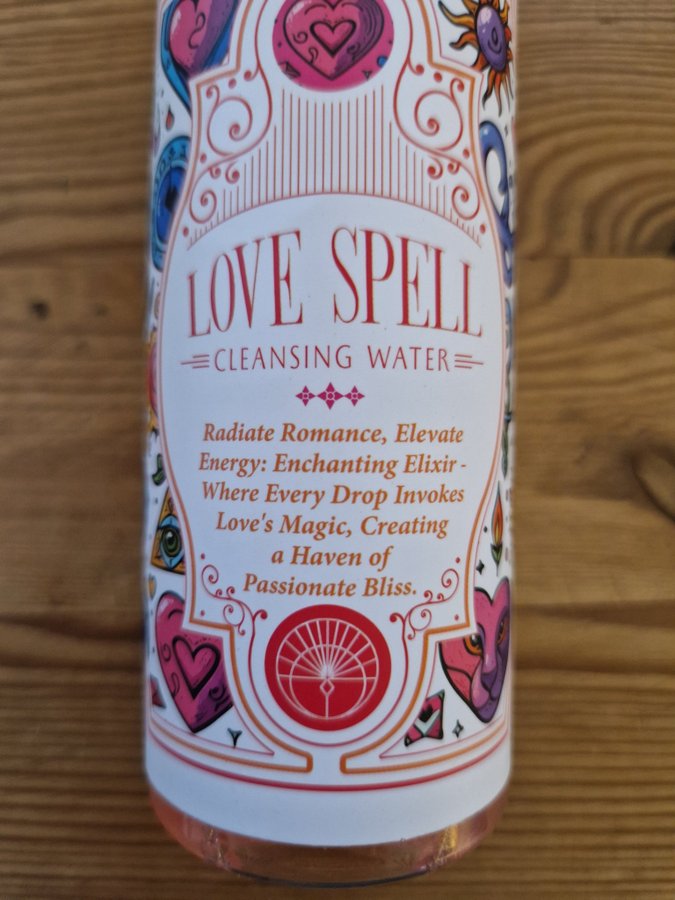 LOVE SPELL
CLEANSING WATER
Radiate Romance, Elevate
Energy: Enchanting Elixir -
Where Every Drop Invokes
Love's Magic, Creating
a Haven of
Passionate Bliss.